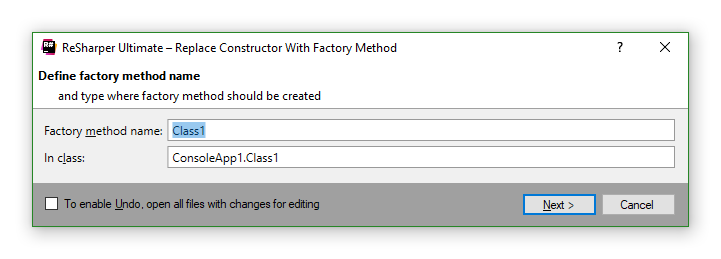 R# ReSharper Ultimate – Replace Constructor With Factory Method ?
Define factory method name
and type where factory method should be created
Factory method name: Class1
In class: ConsoleApp1.Class1
To enable Undo, open all files with changes for editing Next > Cancel